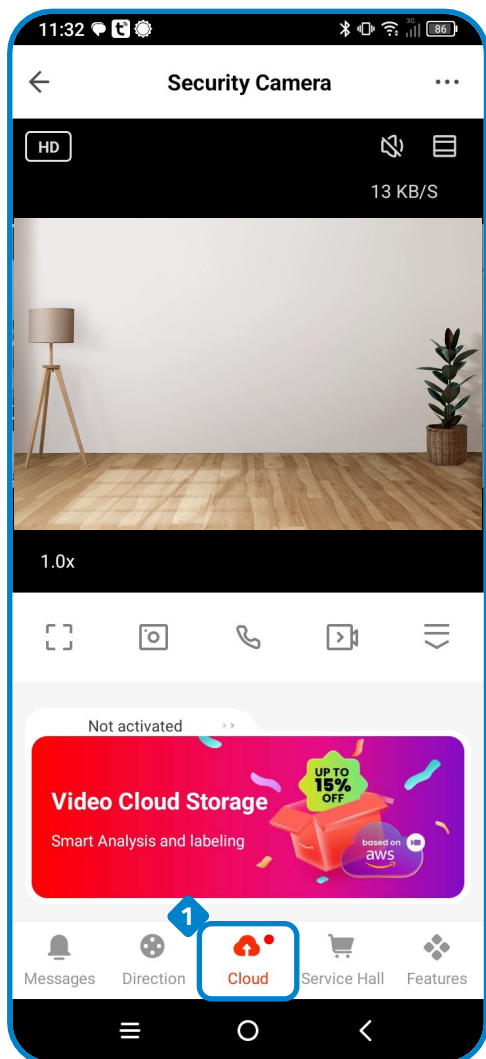 11:32
3G
86
Security Camera
HD
13 KB/S
1.0x
Not activated
Video Cloud Storage
Smart Analysis and labeling
UP TO
15%
OFF
based on
aws
1
Messages
Direction
Cloud
Service Hall
Features